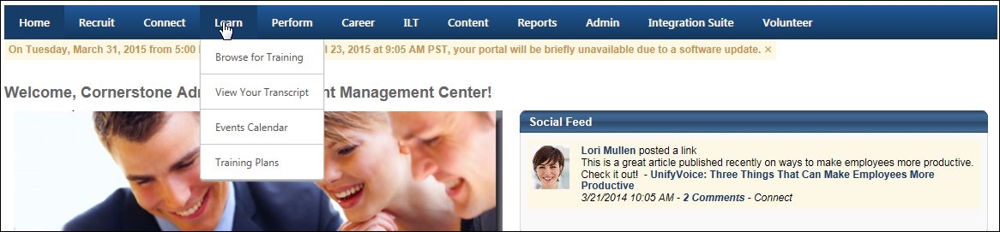 Home Recruit Connect Learn Perform Career ILT Content Reports Admin Integration Suite Volunteer
On Tuesday, March 31, 2015 from 5:00 23, 2015 at 9:05 AM PST, your portal will be briefly unavailable due to a software update. ×
Browse for Training
View Your Transcript
Events Calendar
Training Plans
Welcome, Cornerstone Management Center!
Social Feed
Lori Mullen posted a link
This is a great article published recently on ways to make employees more productive.
Check it out! - UnifyVoice: Three Things That Can Make Employees More
Productive
3/21/2014 10:05 AM - 2 Comments - Connect